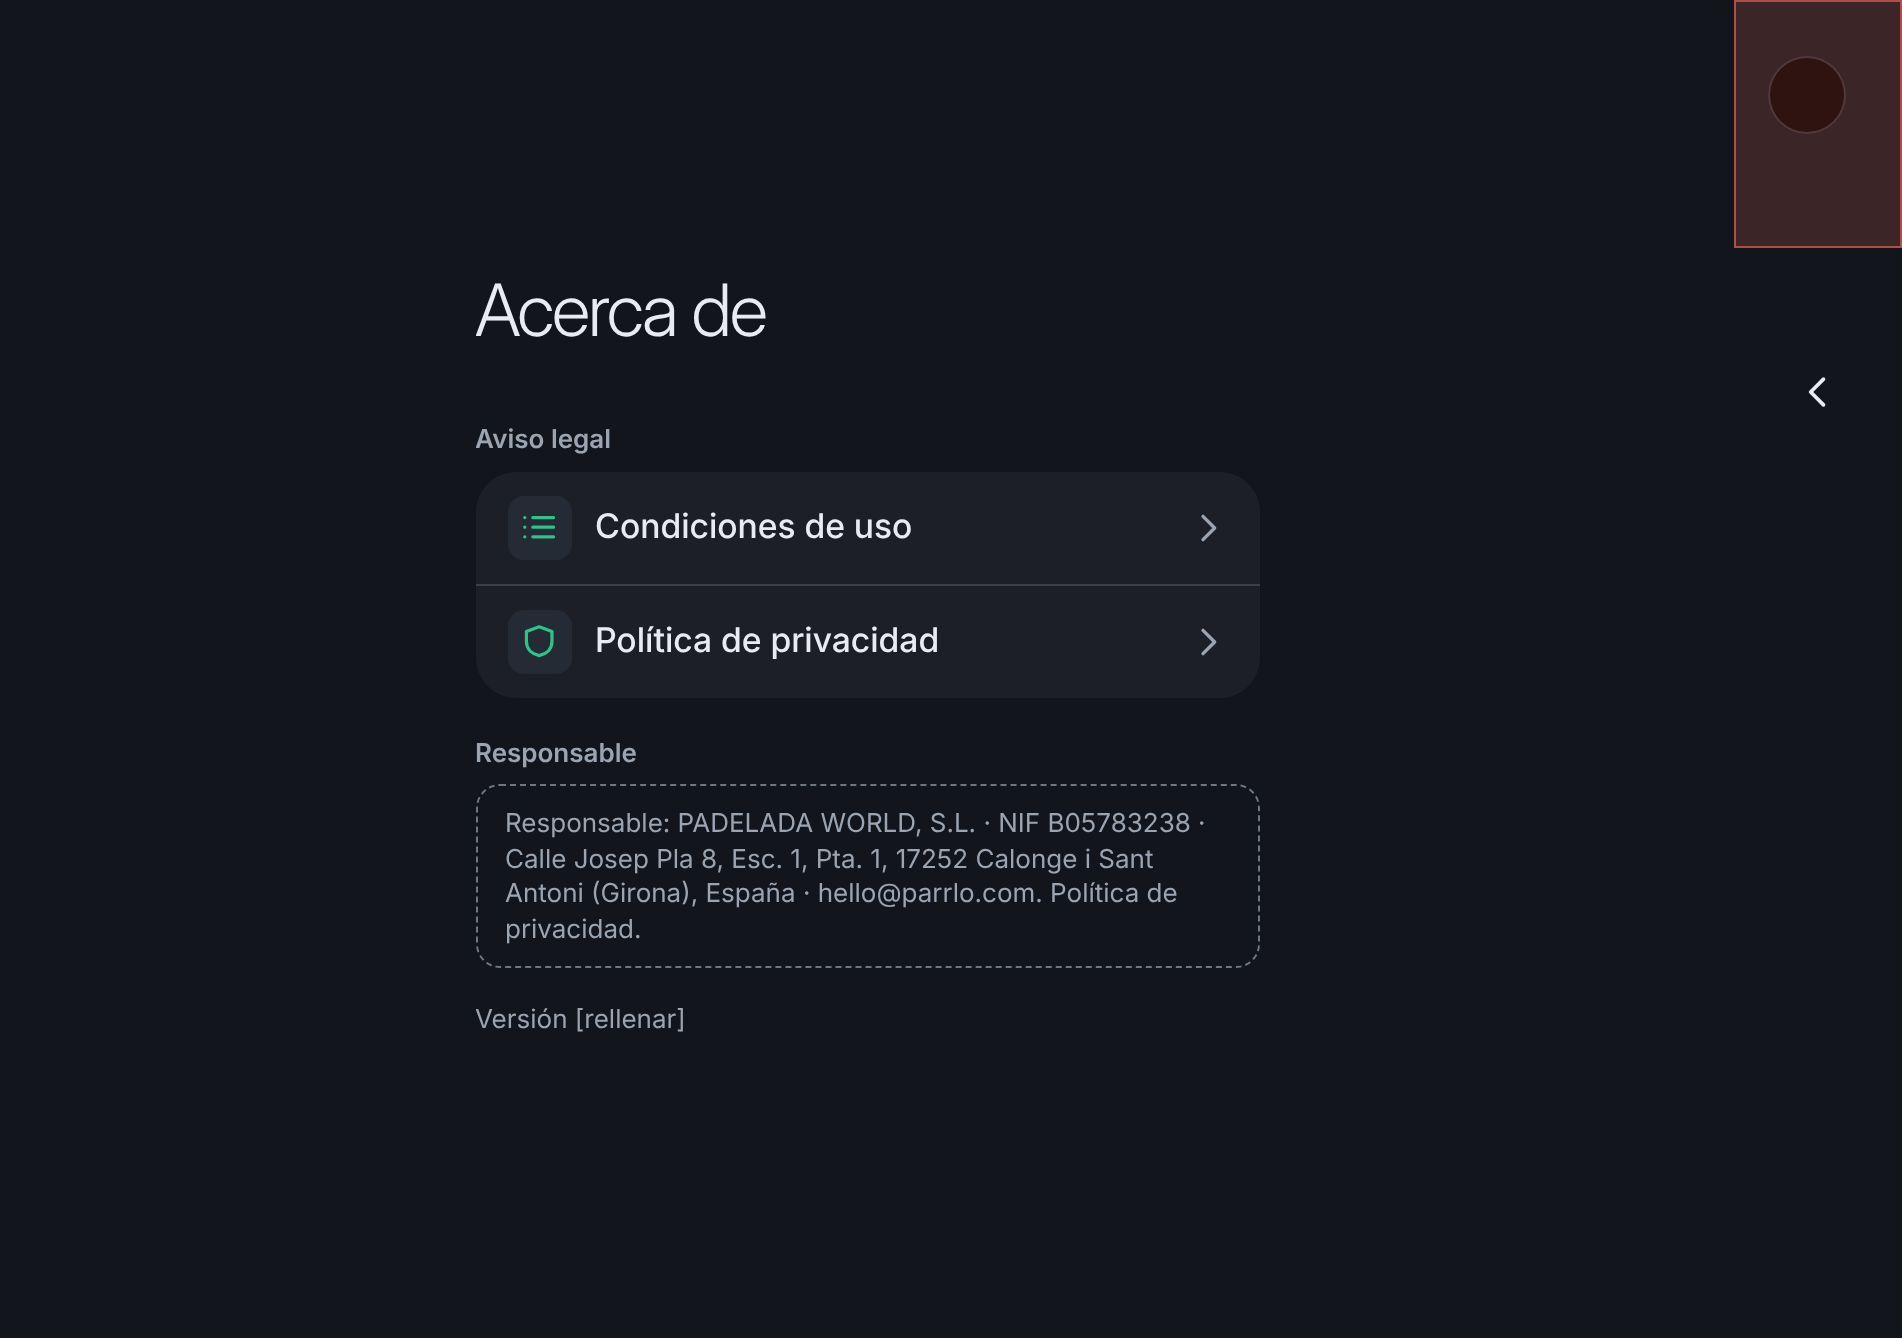 Acerca de
Aviso legal
Condiciones de uso
Política de privacidad
Responsable
Responsable: PADELADA WORLD, S.L. · NIF B05783238 ·
Calle Josep Pla 8, Esc. 1, Pta. 1, 17252 Calonge i Sant
Antoni (Girona), España · hello@parrlo.com. Política de
privacidad.
Versión [rellenar]